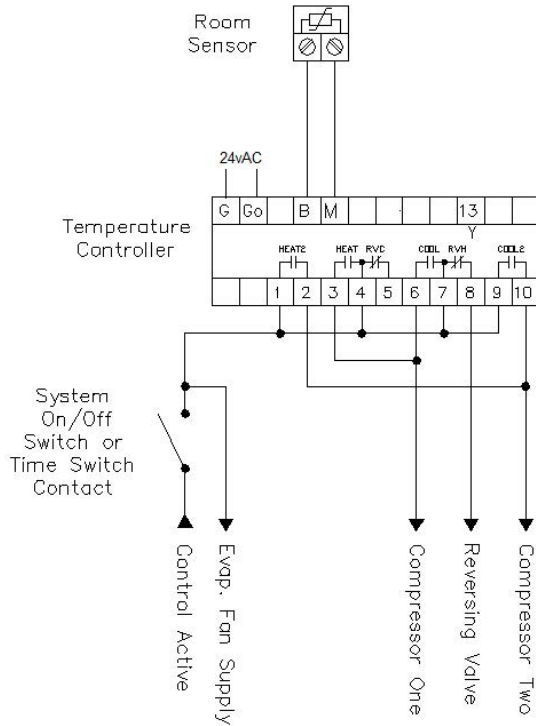 Room
Sensor
24vAC
G Go B M 13
Y
Temperature
Controller
HEAT2 HEAT RVC COOL RVH COOL2
1 2 3 4 5 6 7 8 9 10
System
On/Off
Switch or
Time Switch
Contact
Control Active
Evap. Fan Supply
Compressor One
Reversing Valve
Compressor Two